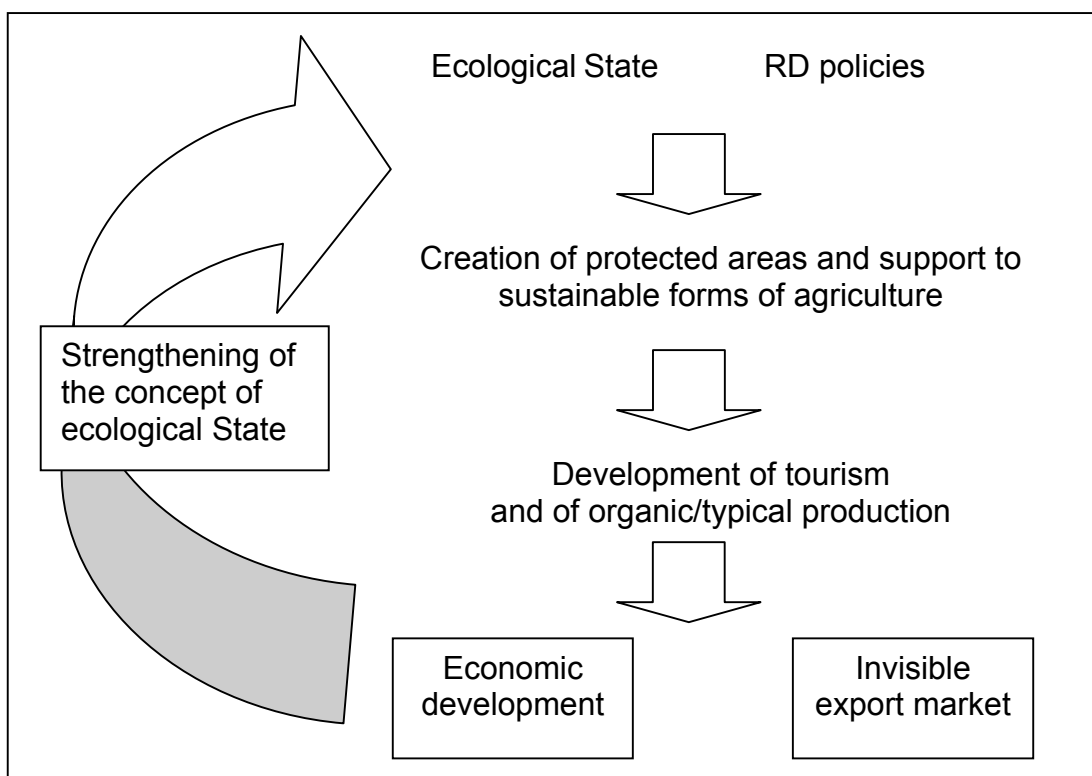 Ecological State RD policies
Creation of protected areas and support to
sustainable forms of agriculture
Strengthening of
the concept of
ecological State
Development of tourism
and of organic/typical production
Economic
development
Invisible
export market